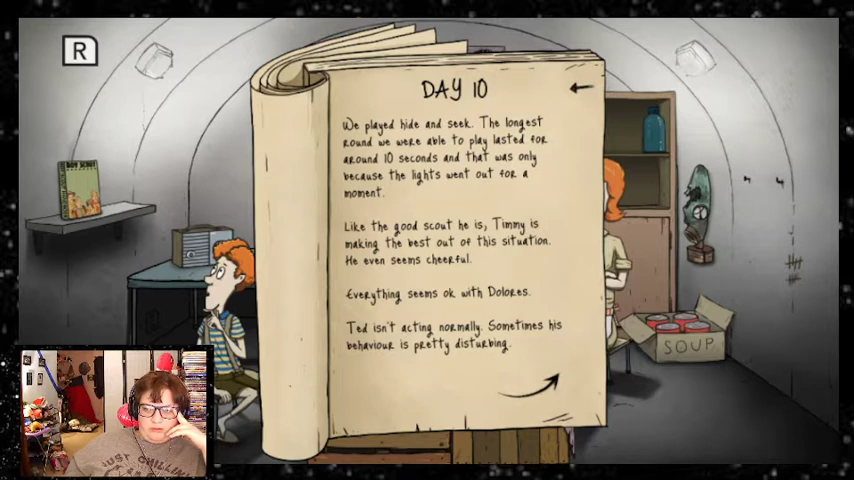 R
DAY 10
We played hide and seek. The longest
round we were able to play lasted for
around 10 seconds and that was only
because the lights went out for a
moment.
Like the good scout he is, Timmy is
making the best out of this situation.
He even seems cheerful.
Everything seems ok with Dolores.
Ted isn't acting normally. Sometimes his
behaviour is pretty disturbing.
BOY SCOUT
SOUP
JUST CHILLIN'